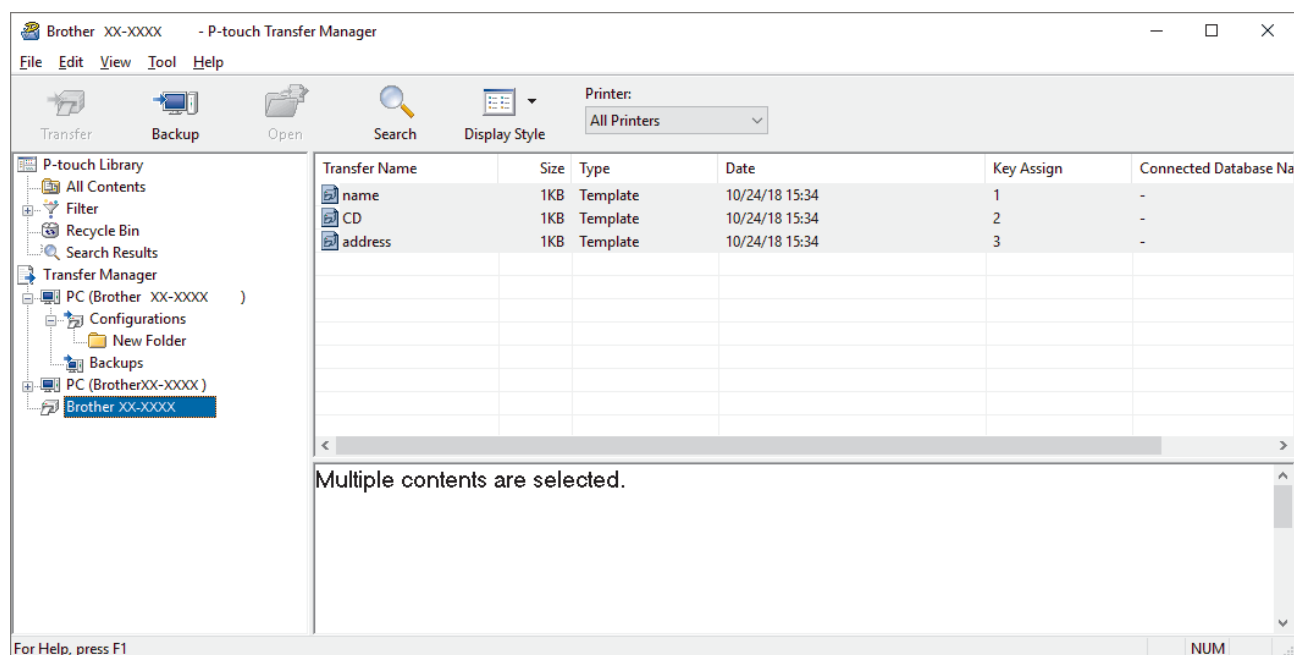 Brother XX-XXXX - P-touch Transfer Manager
File Edit View Tool Help
Transfer Backup Open Search Display Style
Printer:
All Printers
P-touch Library
All Contents
Filter
Recycle Bin
Search Results
Transfer Manager
PC (Brother XX-XXXX )
Configurations
New Folder
Backups
PC (BrotherXX-XXXX )
Brother XX-XXXX
Transfer Name Size Type Date Key Assign Connected Database Na
name 1KB Template 10/24/18 15:34 1 -
CD 1KB Template 10/24/18 15:34 2 -
address 1KB Template 10/24/18 15:34 3 -
Multiple contents are selected.
For Help, press F1 NUM